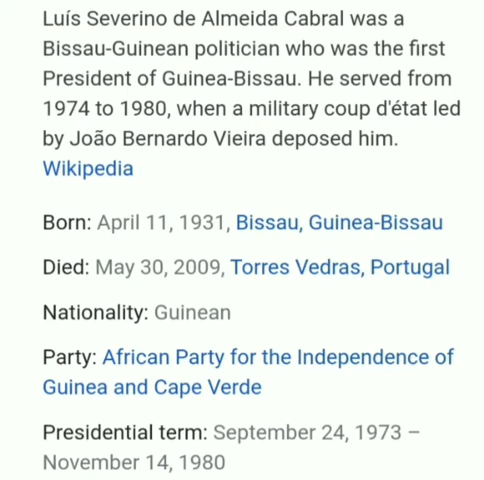 Luís Severino de Almeida Cabral was a
Bissau-Guinean politician who was the first
President of Guinea-Bissau. He served from
1974 to 1980, when a military coup d'état led
by João Bernardo Vieira deposed him.
Wikipedia
Born: April 11, 1931, Bissau, Guinea-Bissau
Died: May 30, 2009, Torres Vedras, Portugal
Nationality: Guinean
Party: African Party for the Independence of
Guinea and Cape Verde
Presidential term: September 24, 1973 –
November 14, 1980